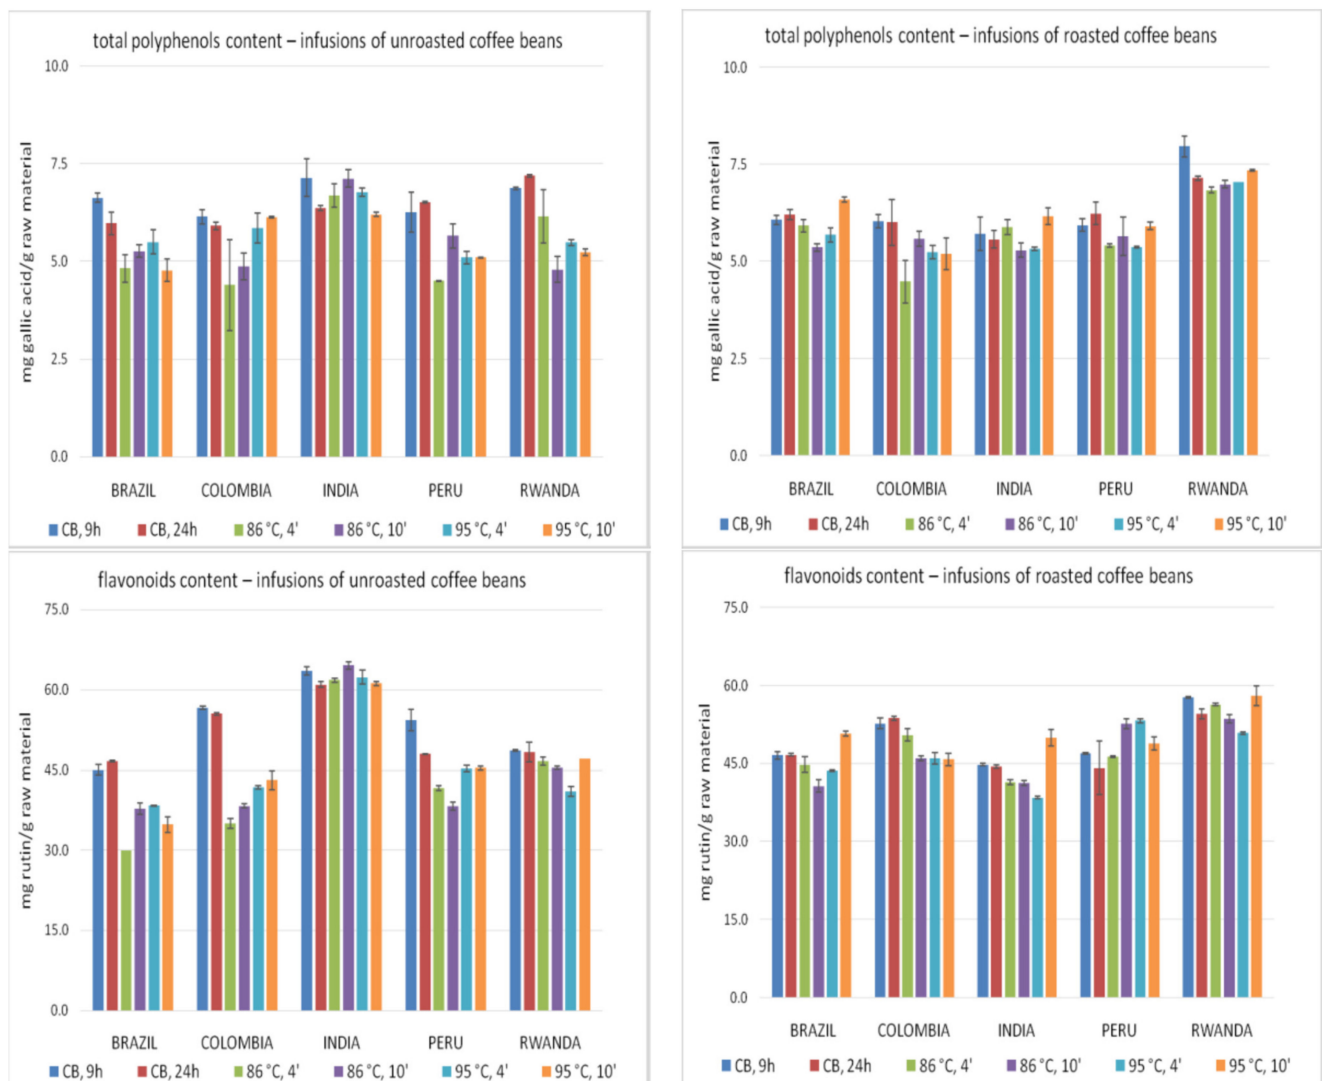 total polyphenols content – infusions of unroasted coffee beans
10.0
7.5
5.0
2.5
0.0
mg gallic acid/g raw material
BRAZIL COLOMBIA INDIA PERU RWANDA
CB, 9h CB, 24h 86 °C, 4' 86 °C, 10' 95 °C, 4' 95 °C, 10'
total polyphenols content – infusions of roasted coffee beans
10.0
7.5
5.0
2.5
0.0
mg gallic acid/g raw material
BRAZIL COLOMBIA INDIA PERU RWANDA
CB, 9h CB, 24h 86 °C, 4' 86 °C, 10' 95 °C, 4' 95 °C, 10'
flavonoids content – infusions of unroasted coffee beans
75.0
60.0
45.0
30.0
15.0
0.0
mg rutin/g raw material
BRAZIL COLOMBIA INDIA PERU RWANDA
CB, 9h CB, 24h 86 °C, 4' 86 °C, 10' 95 °C, 4' 95 °C, 10'
flavonoids content – infusions of roasted coffee beans
75.0
60.0
45.0
30.0
15.0
0.0
mg rutin/g raw material
BRAZIL COLOMBIA INDIA PERU RWANDA
CB, 9h CB, 24h 86 °C, 4' 86 °C, 10' 95 °C, 4' 95 °C, 10'